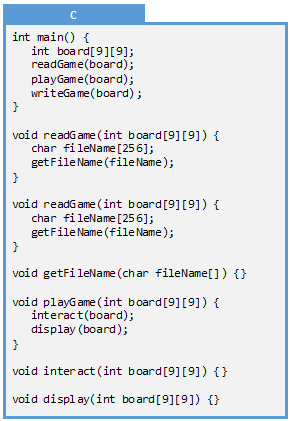 C
int main() {
int board[9][9];
readGame(board);
playGame(board);
writeGame(board);
}
void readGame(int board[9][9]) {
char fileName[256];
getFileName(fileName);
}
void readGame(int board[9][9]) {
char fileName[256];
getFileName(fileName);
}
void getFileName(char fileName[]) {}
void playGame(int board[9][9]) {
interact(board);
display(board);
}
void interact(int board[9][9]) {}
void display(int board[9][9]) {}